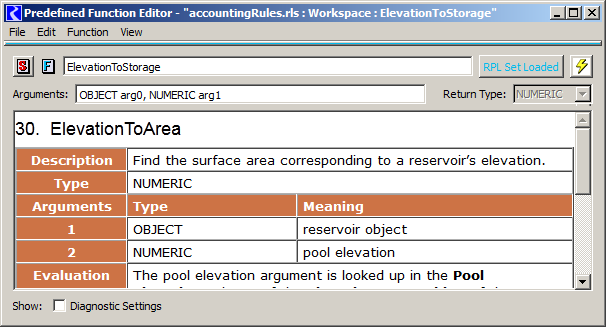 Predefined Function Editor - "accountingRules.rls : Workspace : ElevationToStorage"
File Edit Function View
S F ElevationToStorage RPL Set Loaded
Arguments: OBJECT arg0, NUMERIC arg1 Return Type: NUMERIC
30. ElevationToArea
Description Find the surface area corresponding to a reservoir's elevation.
Type NUMERIC
Arguments Type Meaning
1 OBJECT reservoir object
2 NUMERIC pool elevation
Evaluation The pool elevation argument is looked up in the Pool
Show: Diagnostic Settings